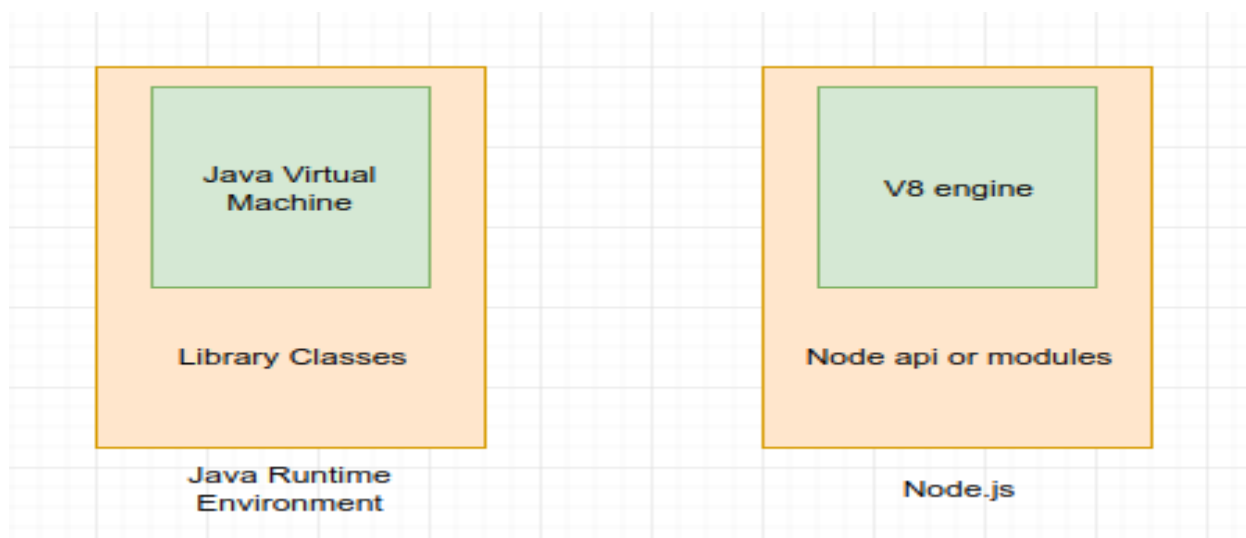 Java Virtual
Machine
Library Classes
Java Runtime
Environment
V8 engine
Node api or modules
Node.js